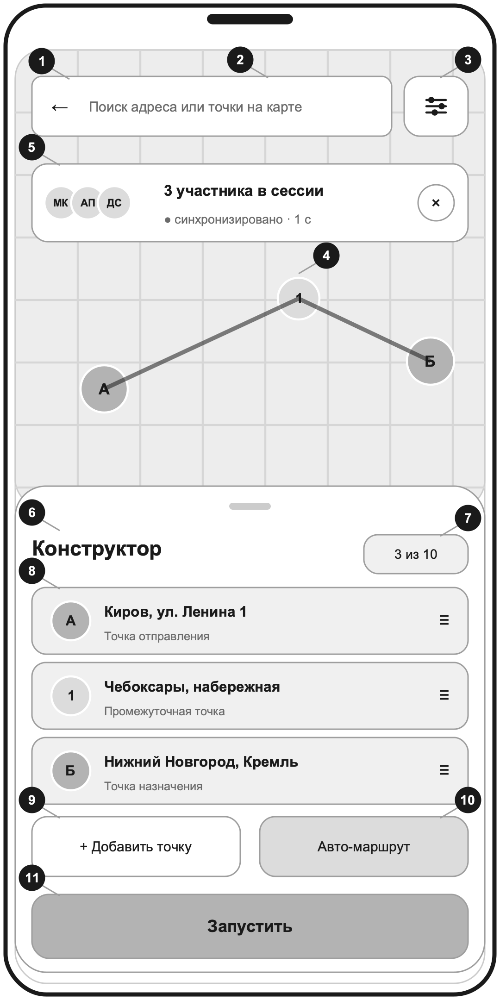 1
2
3
← Поиск адреса или точки на карте
5
МК АП ДС
3 участника в сессии
● синхронизировано · 1 с
×
4
1
Б
А
6
7
Конструктор
3 из 10
8
А
Киров, ул. Ленина 1
Точка отправления
1
Чебоксары, набережная
Промежуточная точка
Б
Нижний Новгород, Кремль
Точка назначения
9
10
+ Добавить точку
Авто-маршрут
11
Запустить